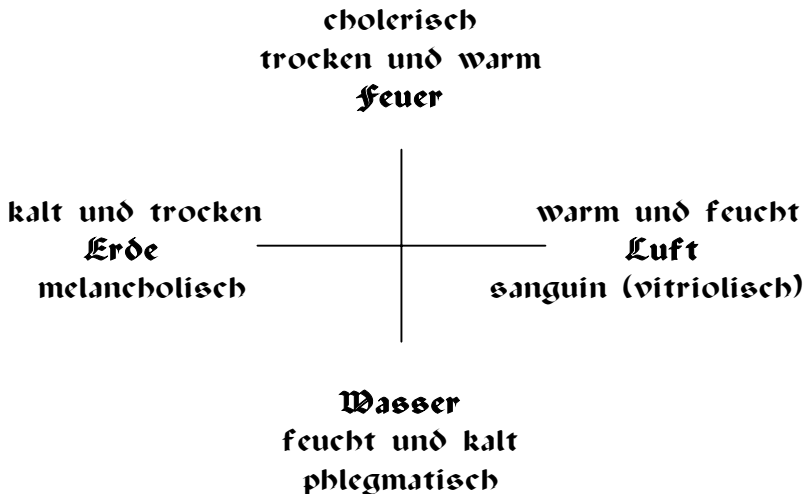 cholerisch
trocken und warm
Feuer
kalt und trocken
Erde
melancholisch
warm und feucht
Luft
sanguin (vitriolisch)
Wasser
feucht und kalt
phlegmatisch